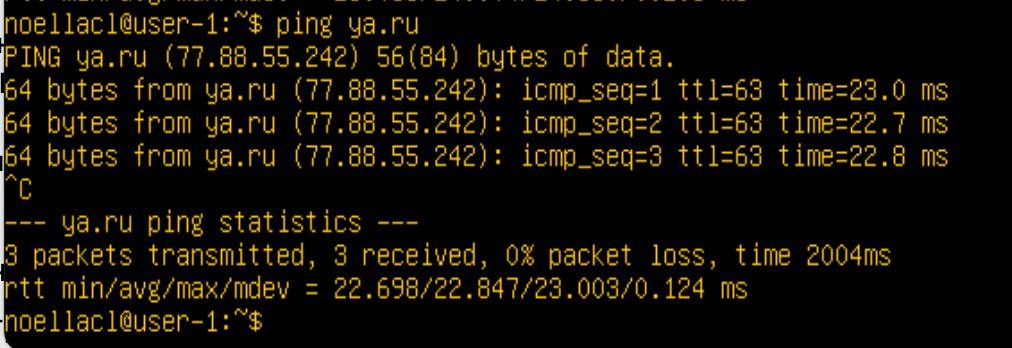 noellacl@user-1:~$ ping ya.ru
PING ya.ru (77.88.55.242) 56(84) bytes of data.
64 bytes from ya.ru (77.88.55.242): icmp_seq=1 ttl=63 time=23.0 ms
64 bytes from ya.ru (77.88.55.242): icmp_seq=2 ttl=63 time=22.7 ms
64 bytes from ya.ru (77.88.55.242): icmp_seq=3 ttl=63 time=22.8 ms
^C
--- ya.ru ping statistics ---
3 packets transmitted, 3 received, 0% packet loss, time 2004ms
rtt min/avg/max/mdev = 22.698/22.847/23.003/0.124 ms
noellacl@user-1:~$